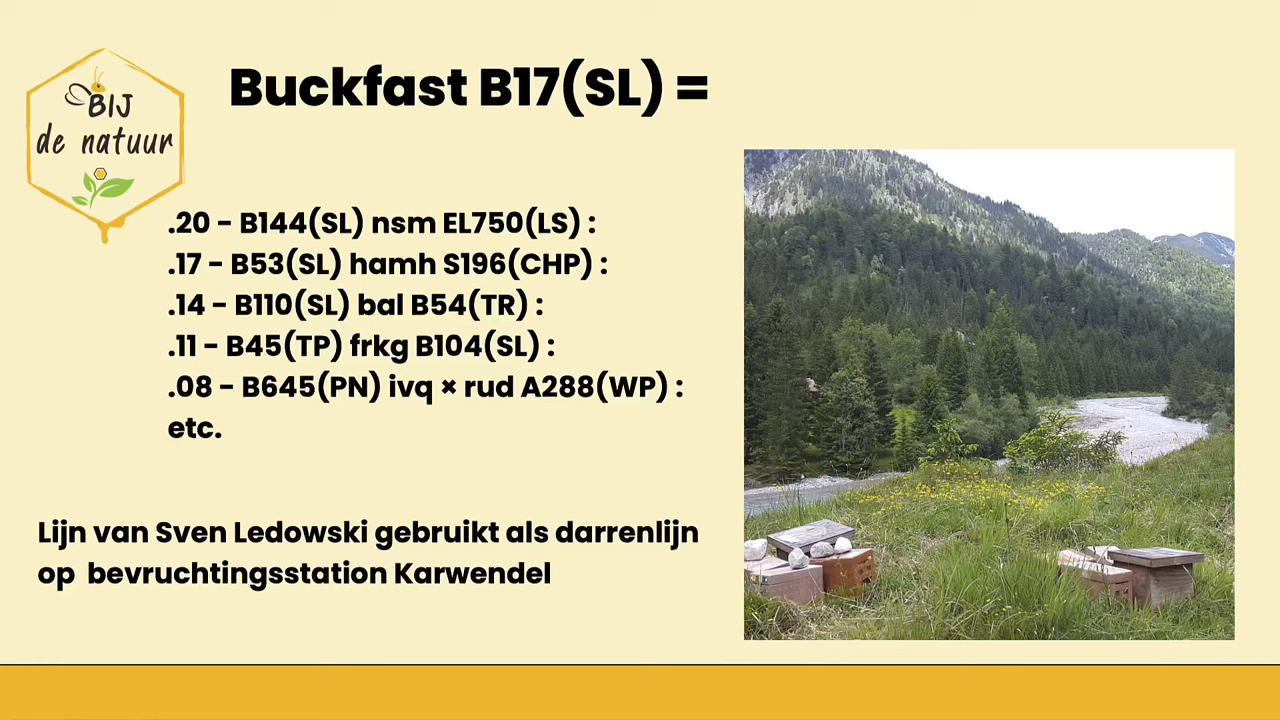 BIJ
de natuur
Buckfast B17(SL) =
.20 - B144(SL) nsm EL750(LS) :
.17 - B53(SL) hamh S196(CHP) :
.14 - B110(SL) bal B54(TR) :
.11 - B45(TP) frkg B104(SL) :
.08 - B645(PN) ivq × rud A288(WP) :
etc.
Lijn van Sven Ledowski gebruikt als darrenlijn
op bevruchtingsstation Karwendel